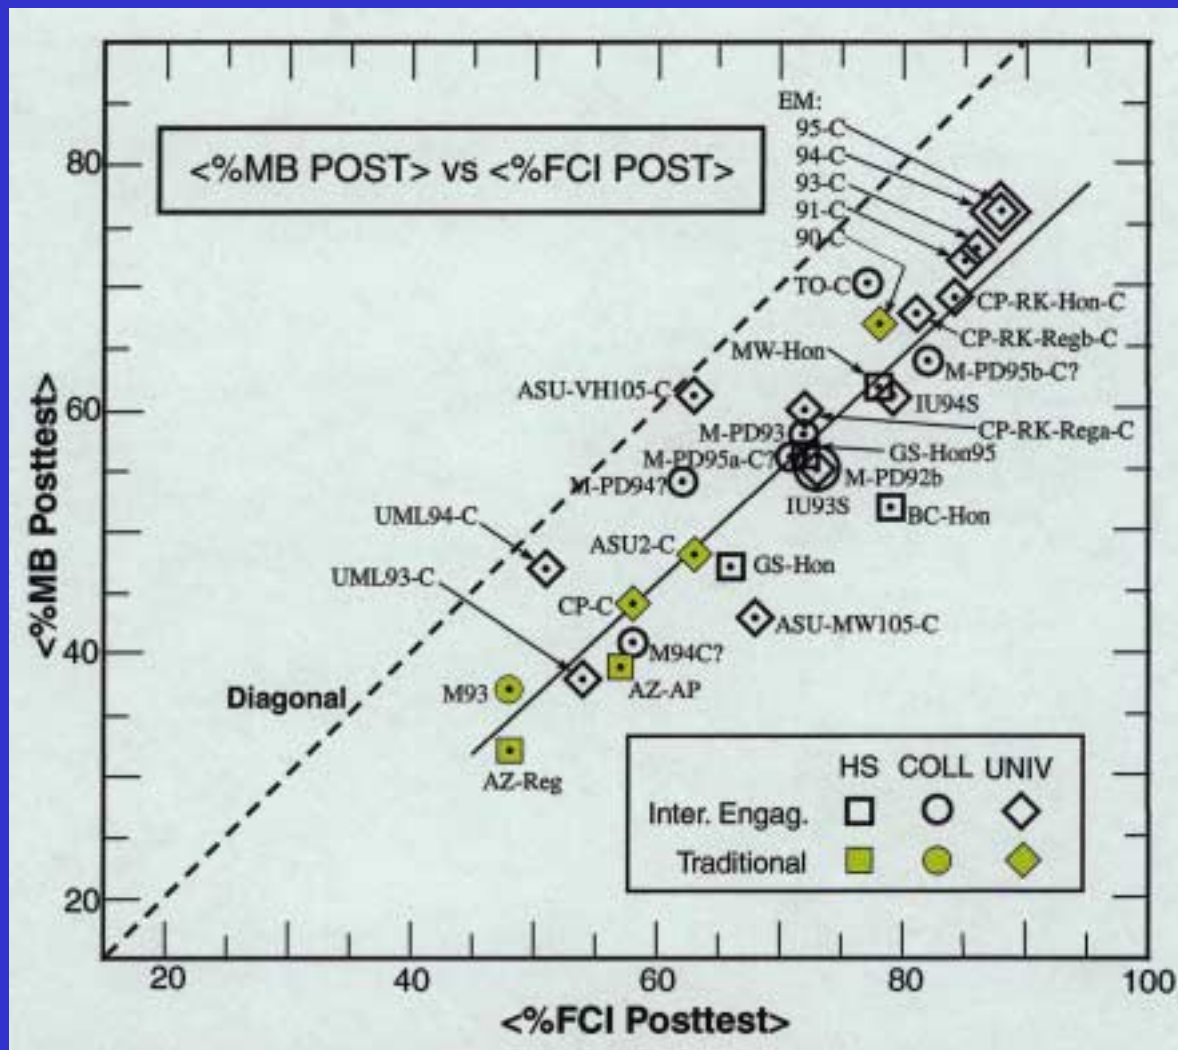 EM:
95-C
<%MB POST> vs <%FCI POST>
94-C
93-C
91-C
90-C
TO-C
CP-RK-Hon-C
CP-RK-Regb-C
MW-Hon
M-PD95b-C?
ASU-VH105-C
IU94S
M-PD93
CP-RK-Rega-C
M-PD95a-C?
GS-Hon95
M-PD94?
M-PD92b
IU93S
BC-Hon
UML94-C
ASU2-C
GS-Hon
UML93-C
CP-C
ASU-MW105-C
M94C?
Diagonal
M93
AZ-AP
AZ-Reg
HS COLL UNIV
Inter. Engag.
Traditional
<%MB Posttest>
80
60
40
20
20 40 60 80 100
<%FCI Posttest>